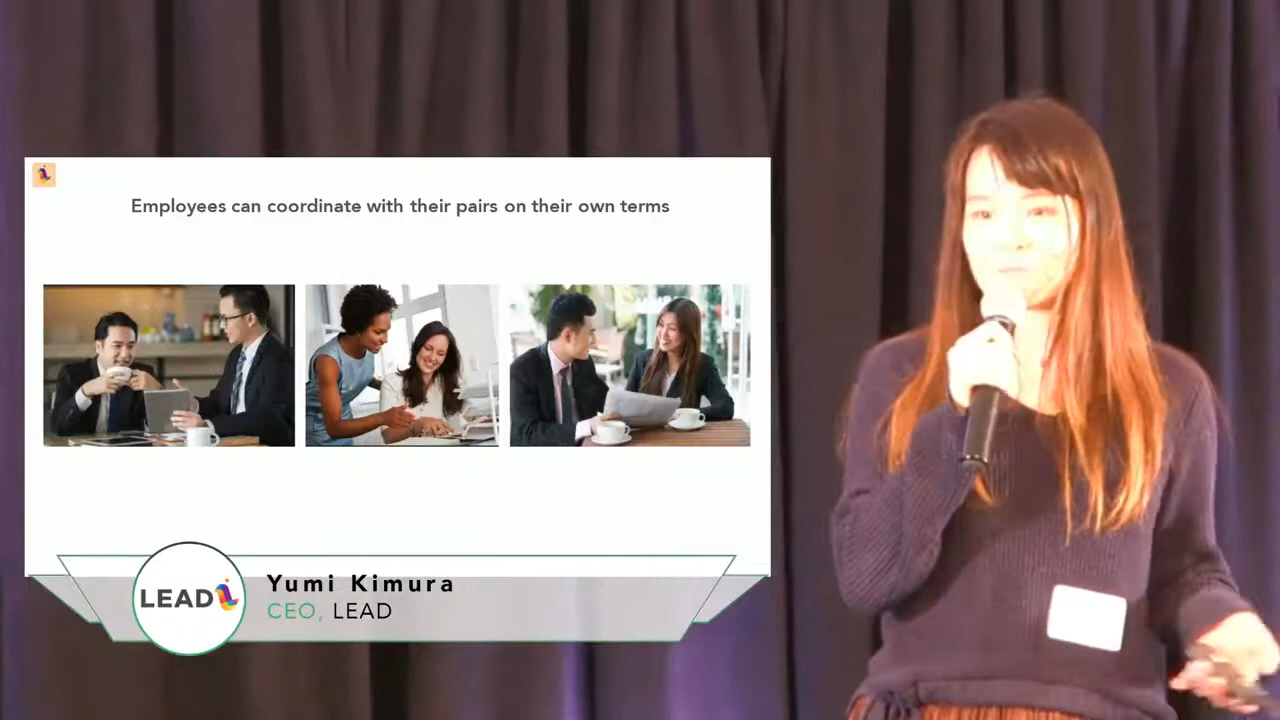 Employees can coordinate with their pairs on their own terms
LEAD
Yumi Kimura
CEO, LEAD